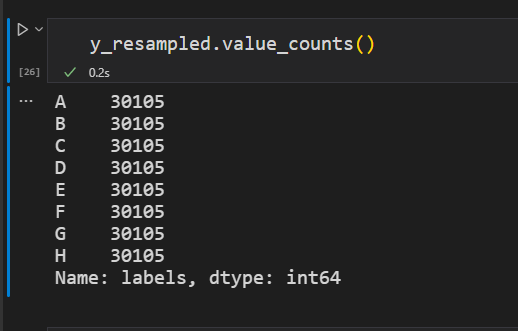 y_resampled.value_counts()
[26] 0.2s
... A 30105
B 30105
C 30105
D 30105
E 30105
F 30105
G 30105
H 30105
Name: labels, dtype: int64